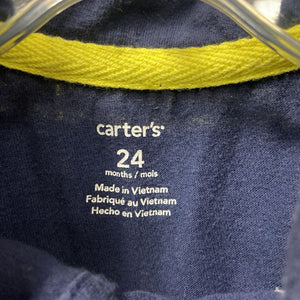 carter's
24
months / mois
Made in Vietnam
Fabriqué au Vietnam
Hecho en Vietnam